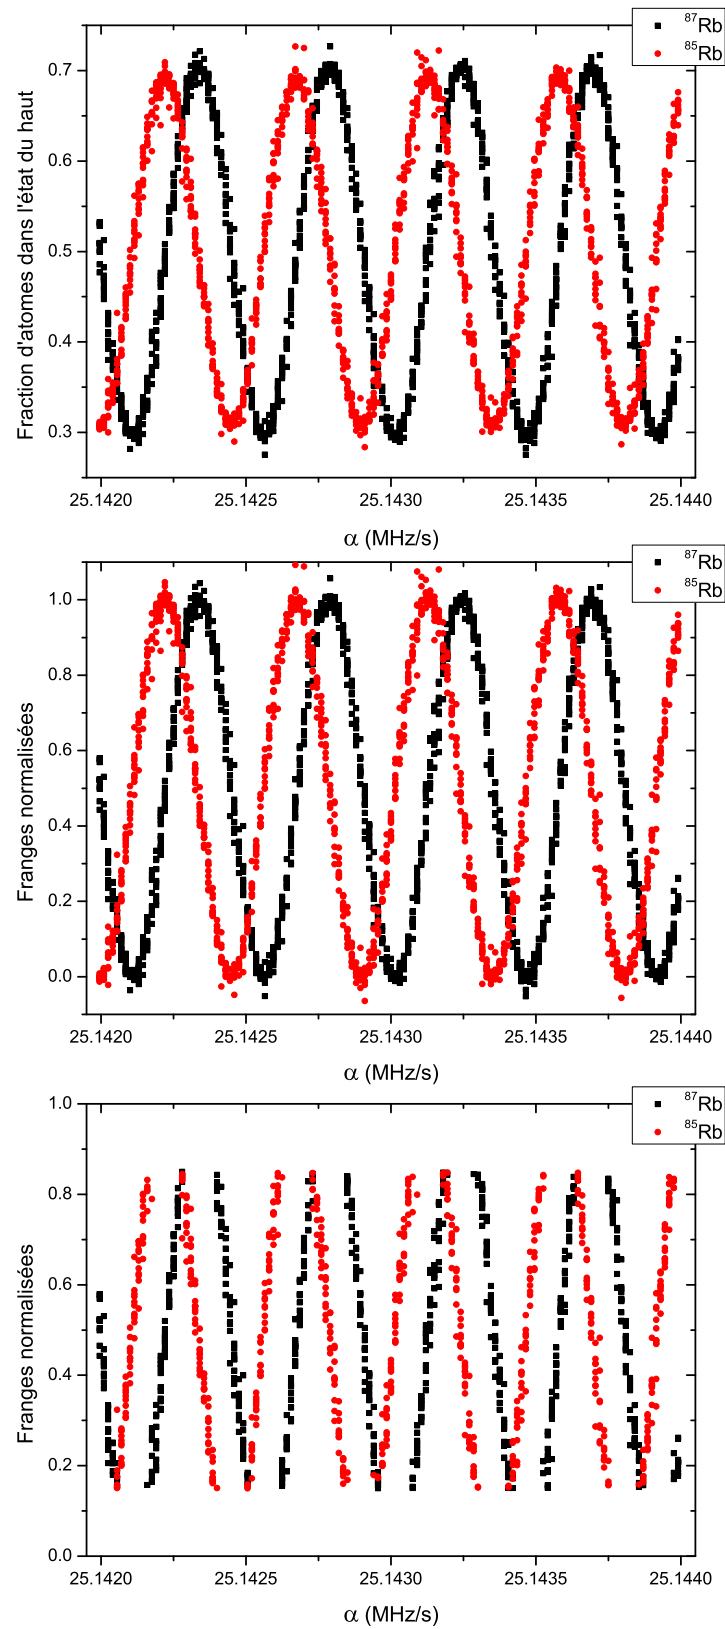 ⁸⁷Rb
⁸⁵Rb
Fraction d'atomes dans l'état du haut
0.7
0.6
0.5
0.4
0.3
25.1420
25.1425
25.1430
25.1435
25.1440
α (MHz/s)
⁸⁷Rb
⁸⁵Rb
Franges normalisées
1.0
0.8
0.6
0.4
0.2
0.0
25.1420
25.1425
25.1430
25.1435
25.1440
α (MHz/s)
⁸⁷Rb
⁸⁵Rb
Franges normalisées
1.0
0.8
0.6
0.4
0.2
0.0
25.1420
25.1425
25.1430
25.1435
25.1440
α (MHz/s)